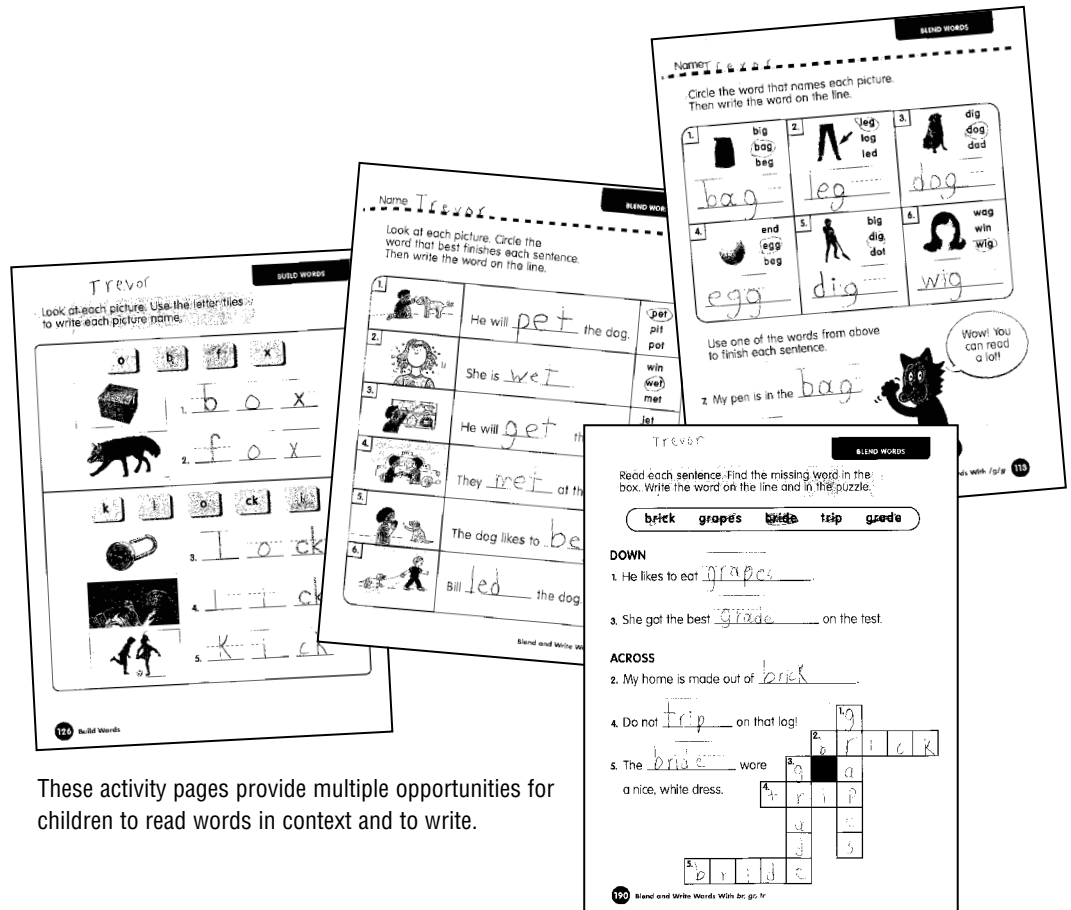 BUILD WORDS
Trevor
Look at each picture. Use the letter tiles
to write each picture name.
o b f x
1. b o x
2. f o x
k l o ck i
3. l o ck
4. l i ck
5. k i ck
126 Build Words
BLEND WOR
Name Trevor
Look at each picture. Circle the
word that best finishes each sentence.
Then write the word on the line.
1. He will pet the dog.
pet
pit
pot
2. She is wet
win
wet
met
3. He will get th
jet
4. They met at th
5. The dog likes to be
6. Bill led the dog.
Blend and Write W
BLEND WORDS
Name Trevor
Circle the word that names each picture.
Then write the word on the line.
1. big
bag
beg
bag
2. leg
log
led
leg
3. dig
dog
dad
dog
4. end
egg
beg
egg
5. big
dig
dot
dig
6. wag
win
wig
wig
Use one of the words from above
to finish each sentence.
7. My pen is in the bag
Wow! You
can read
a lot!
ds With /g/g 113
Trevor
BLEND WORDS
Read each sentence. Find the missing word in the
box. Write the word on the line and in the puzzle.
brick grapes bride trip grade
DOWN
1. He likes to eat grapes.
3. She got the best grade on the test.
ACROSS
2. My home is made out of brick.
4. Do not trip on that log!
5. The bride wore
a nice, white dress.
1. g
2. b r i c k
3. g a
4. t r i p
a e
d s
5. b r i d e
190 Blend and Write Words With br, gr, tr
These activity pages provide multiple opportunities for
children to read words in context and to write.